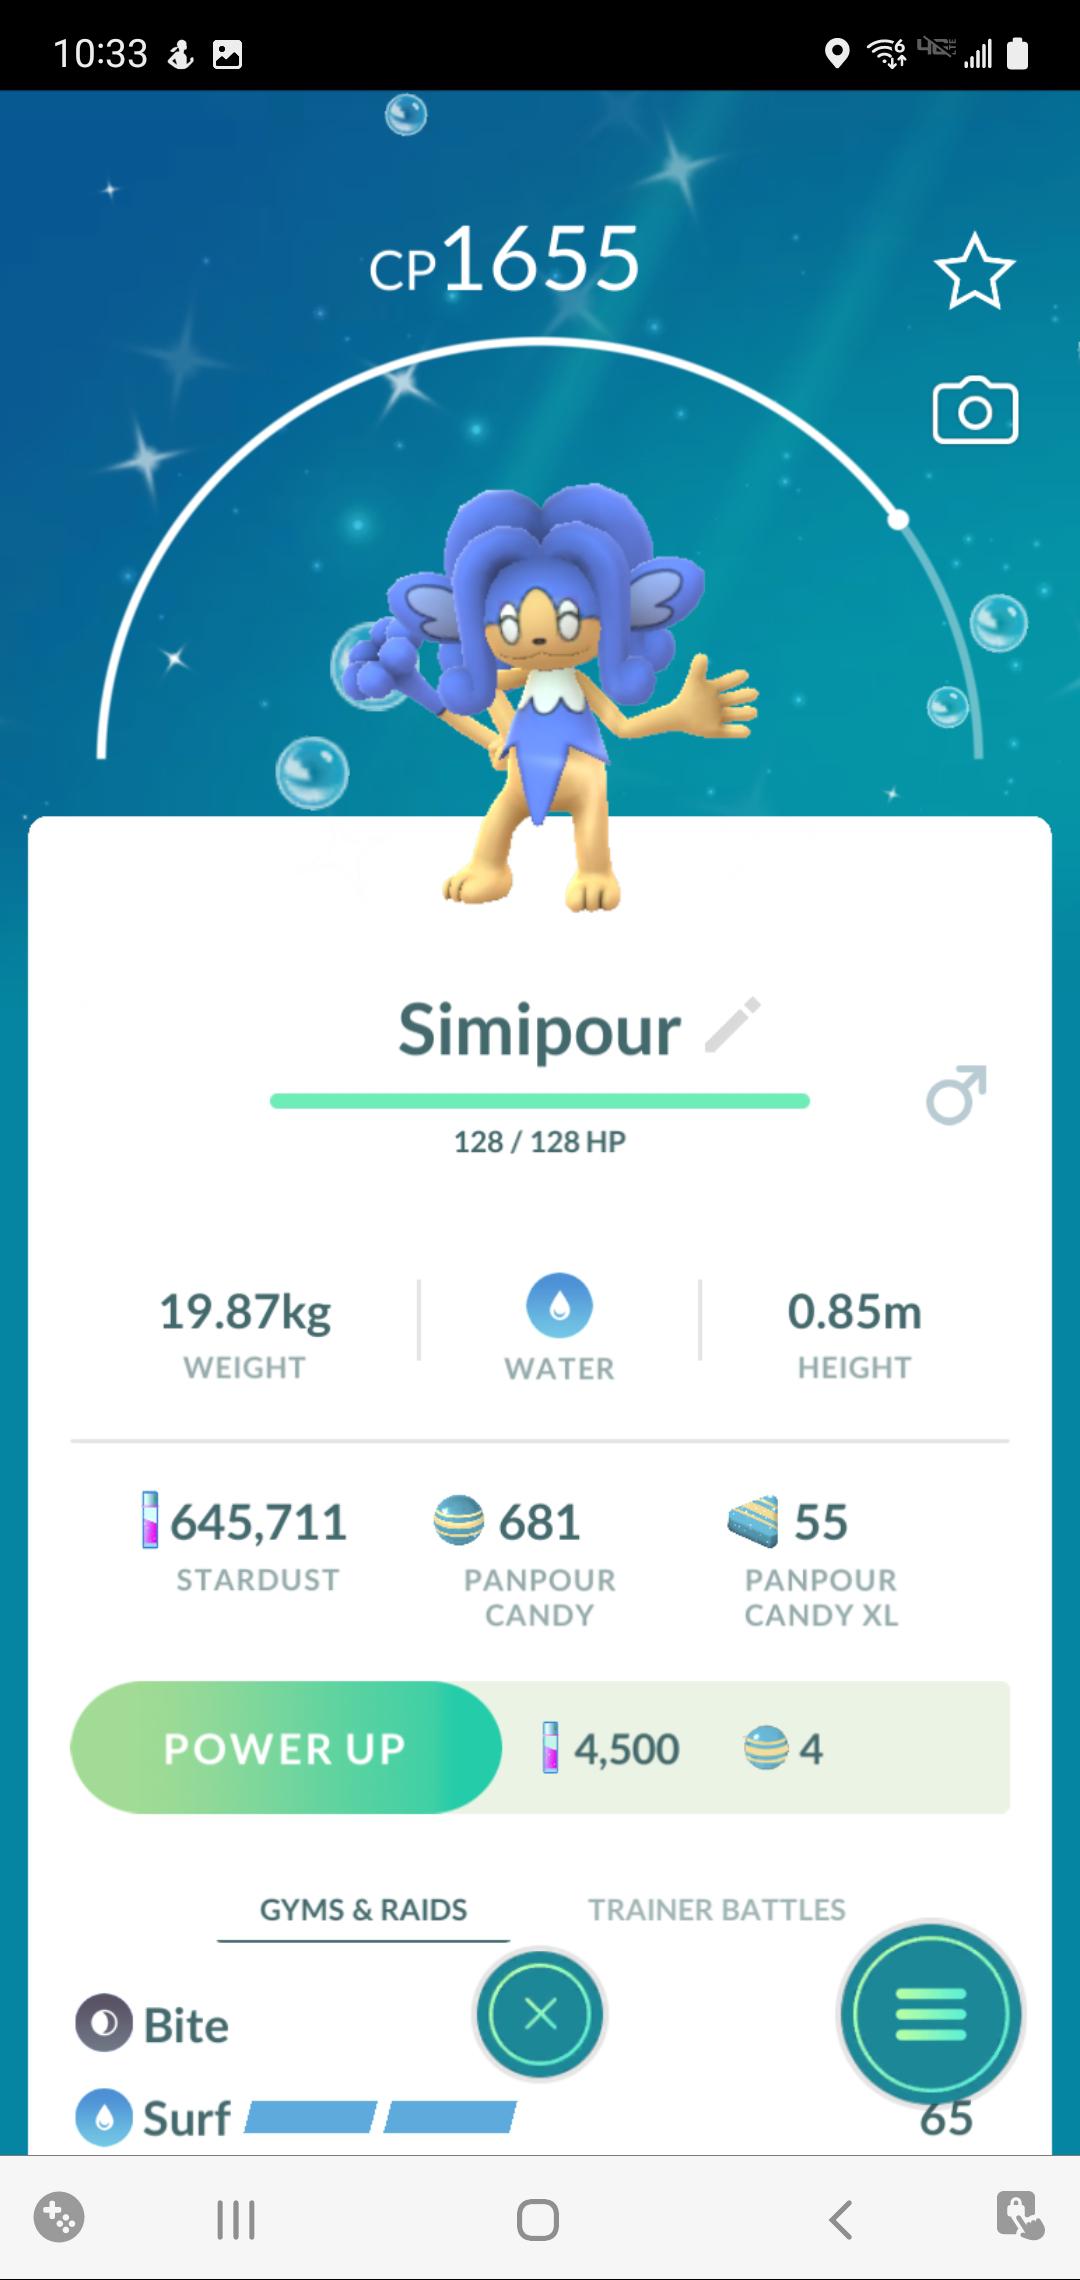 10:33
CP1655
Simipour
128 / 128 HP
19.87kg
WEIGHT
WATER
0.85m
HEIGHT
645,711
STARDUST
681
PANPOUR
CANDY
55
PANPOUR
CANDY XL
POWER UP
4,500
4
GYMS & RAIDS
TRAINER BATTLES
Bite
Surf
65